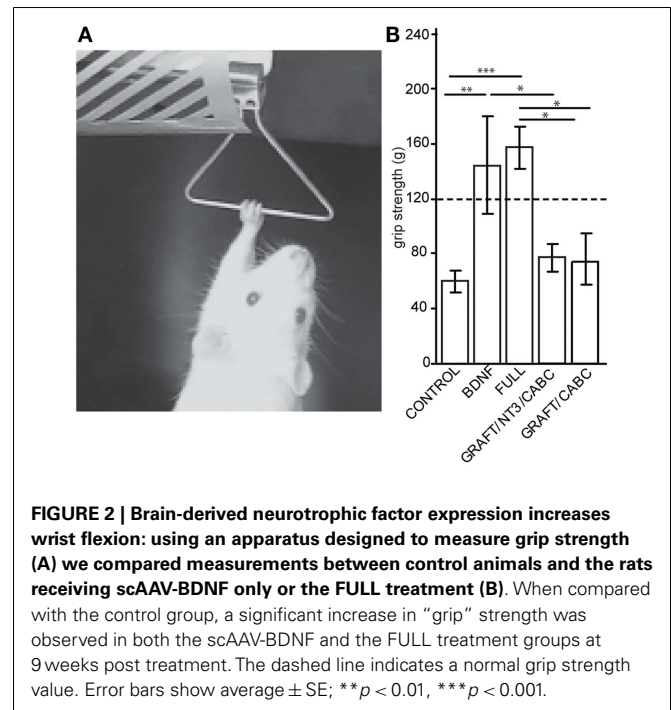 A
B
240
200
160
120
80
40
0
grip strength (g)
***
**
*
*
*
CONTROL
BDNF
FULL
GRAFT/NT3/CABC
GRAFT/CABC
FIGURE 2 | Brain-derived neurotrophic factor expression increases
wrist flexion: using an apparatus designed to measure grip strength
(A) we compared measurements between control animals and the rats
receiving scAAV-BDNF only or the FULL treatment (B). When compared
with the control group, a significant increase in “grip” strength was
observed in both the scAAV-BDNF and the FULL treatment groups at
9 weeks post treatment. The dashed line indicates a normal grip strength
value. Error bars show average ± SE; **p < 0.01, ***p < 0.001.